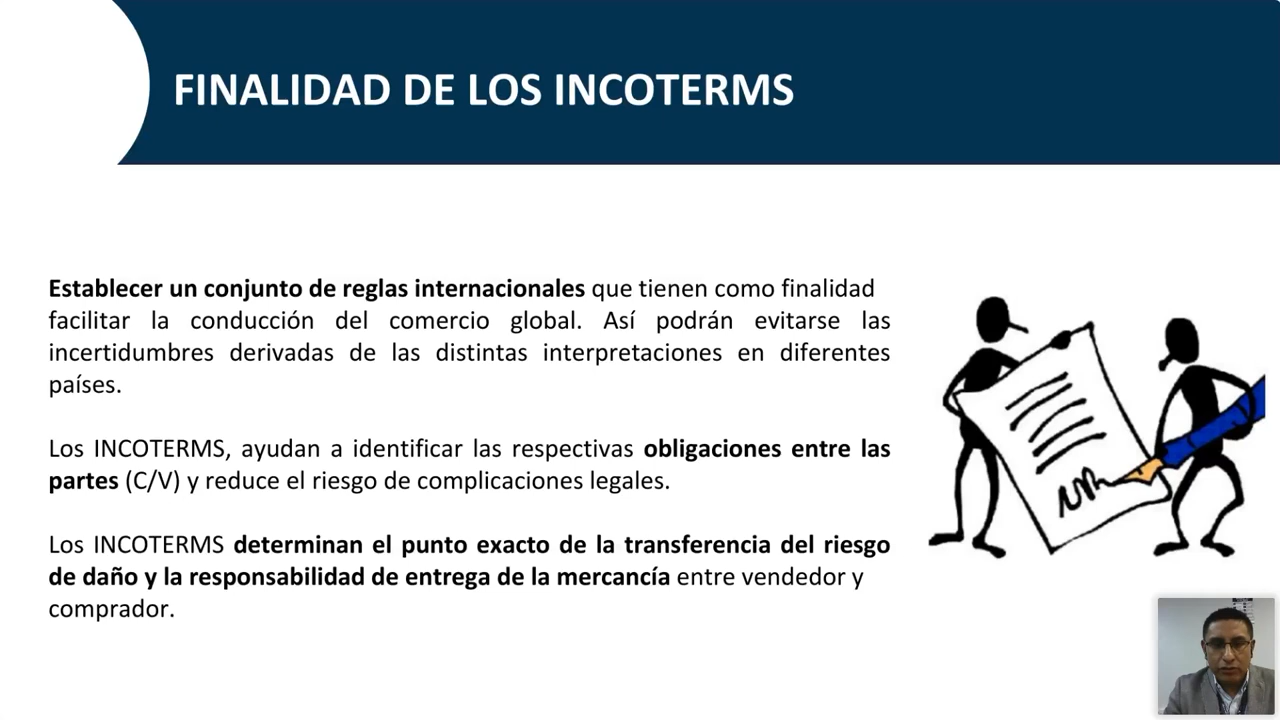 FINALIDAD DE LOS INCOTERMS
Establecer un conjunto de reglas internacionales que tienen como finalidad
facilitar la conducción del comercio global. Así podrán evitarse las
incertidumbres derivadas de las distintas interpretaciones en diferentes
países.
Los INCOTERMS, ayudan a identificar las respectivas obligaciones entre las
partes (C/V) y reduce el riesgo de complicaciones legales.
Los INCOTERMS determinan el punto exacto de la transferencia del riesgo
de daño y la responsabilidad de entrega de la mercancía entre vendedor y
comprador.